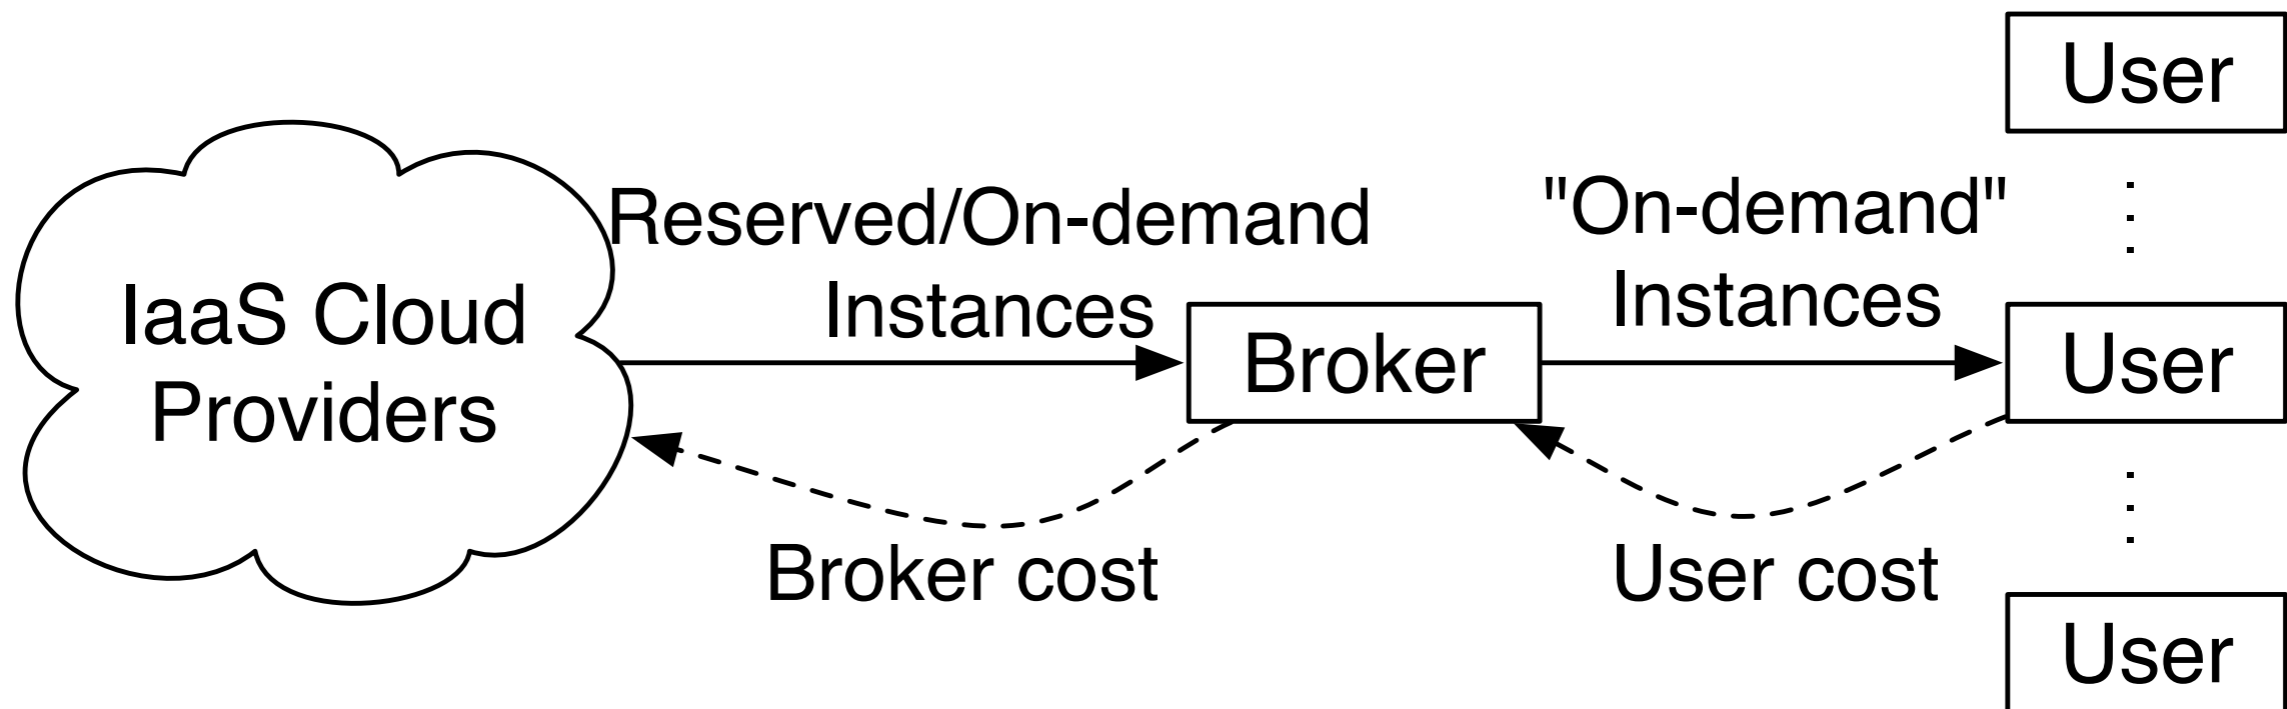 User
Reserved/On-demand
Instances
"On-demand"
Instances
IaaS Cloud
Providers
Broker
User
Broker cost
User cost
User